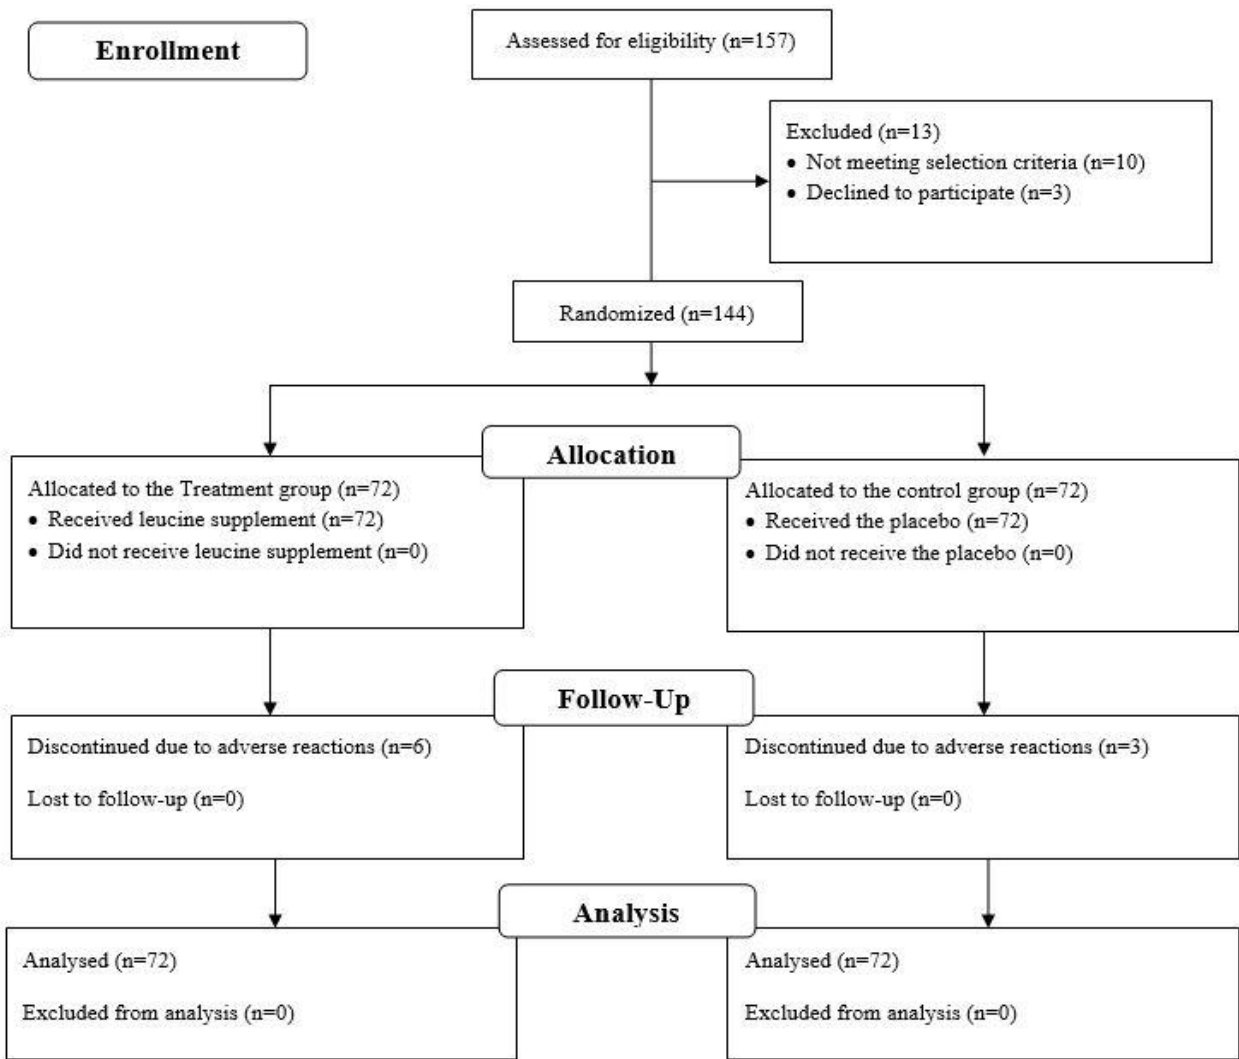 Enrollment
Assessed for eligibility (n=157)
Excluded (n=13)
• Not meeting selection criteria (n=10)
• Declined to participate (n=3)
Randomized (n=144)
Allocation
Allocated to the Treatment group (n=72)
• Received leucine supplement (n=72)
• Did not receive leucine supplement (n=0)
Allocated to the control group (n=72)
• Received the placebo (n=72)
• Did not receive the placebo (n=0)
Follow-Up
Discontinued due to adverse reactions (n=6)
Lost to follow-up (n=0)
Discontinued due to adverse reactions (n=3)
Lost to follow-up (n=0)
Analysis
Analysed (n=72)
Excluded from analysis (n=0)
Analysed (n=72)
Excluded from analysis (n=0)